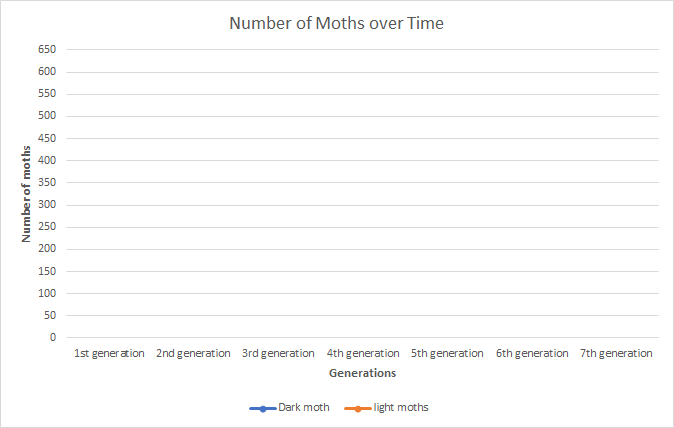 Number of Moths over Time
650
600
550
500
450
400
350
300
250
200
150
100
50
0
Number of moths
1st generation 2nd generation 3rd generation 4th generation 5th generation 6th generation 7th generation
Generations
Dark moth light moths